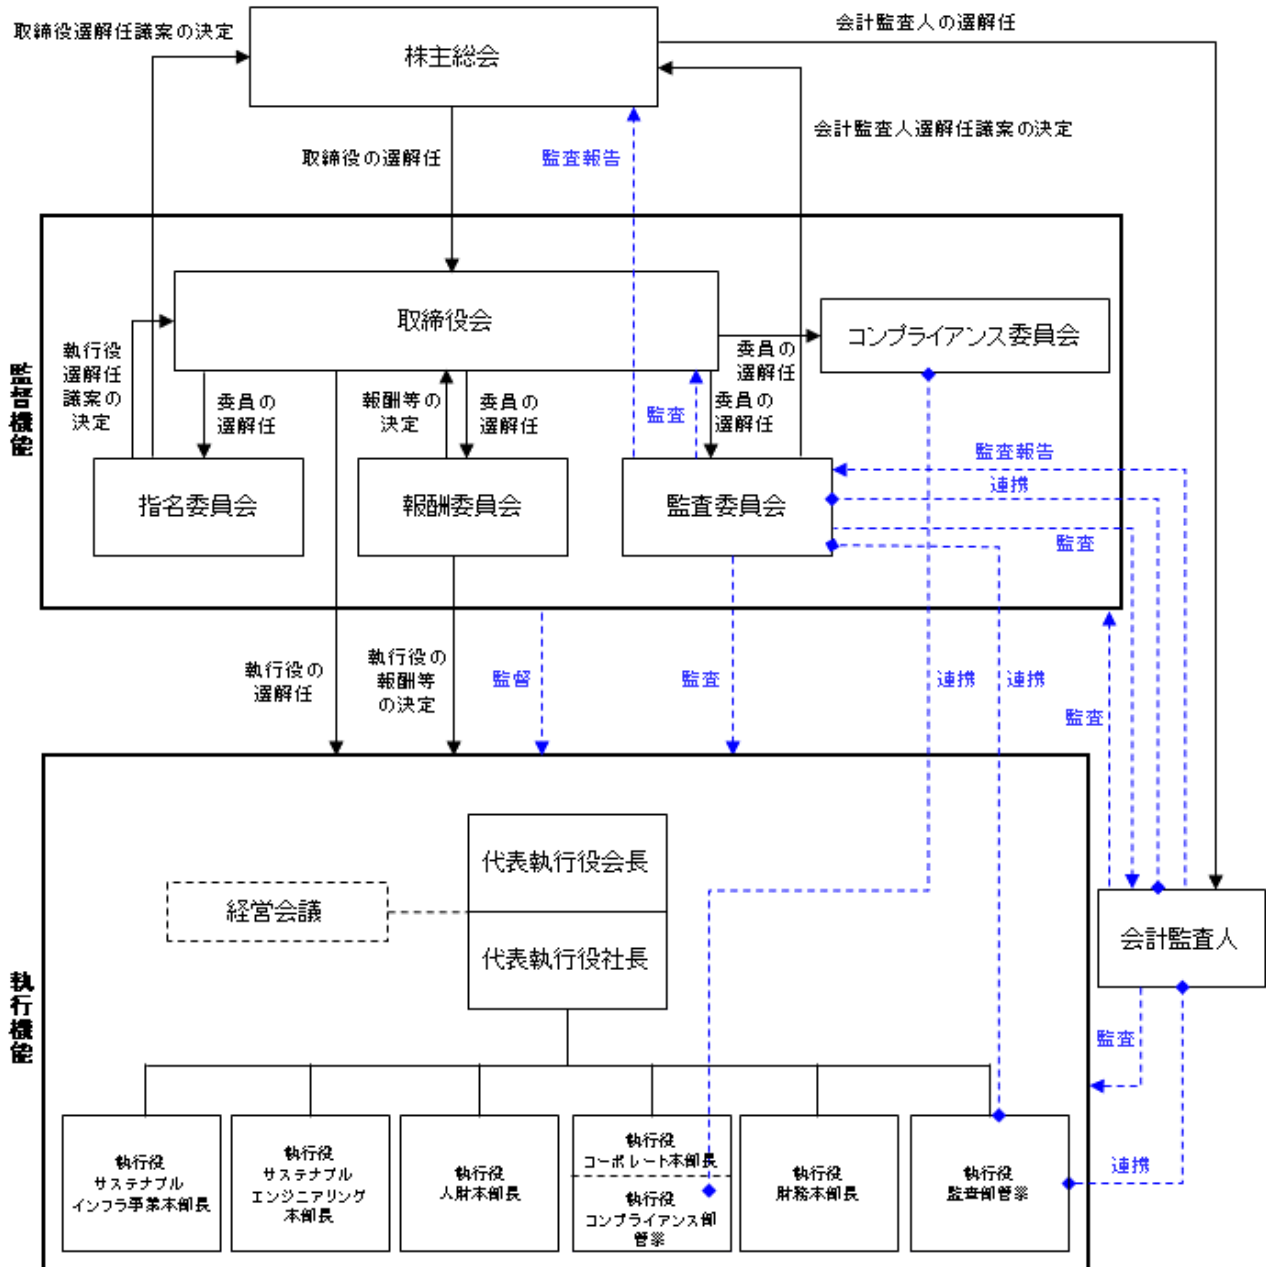 取締役選解任議案の決定
会計監査人の選解任
株主総会
会計監査人選解任議案の決定
取締役の選解任
監査報告
監督機能
取締役会
コンプライアンス委員会
執行役
選解任
議案の
決定
委員の
選解任
報酬等の
決定
委員の
選解任
監査
委員の
選解任
委員の
選解任
指名委員会
報酬委員会
監査委員会
監査報告
連携
監査
執行役の
選解任
執行役の
報酬等
の決定
監督
監査
連携
連携
監査
執行機能
代表執行役会長
経営会議
代表執行役社長
会計監査人
監査
連携
執行役
サステナブル
インフラ事業本部長
執行役
サステナブル
エンジニアリング
本部長
執行役
人財本部長
執行役
コーポレート本部長
執行役
コンプライアンス部
管掌
執行役
財務本部長
執行役
監査部管掌